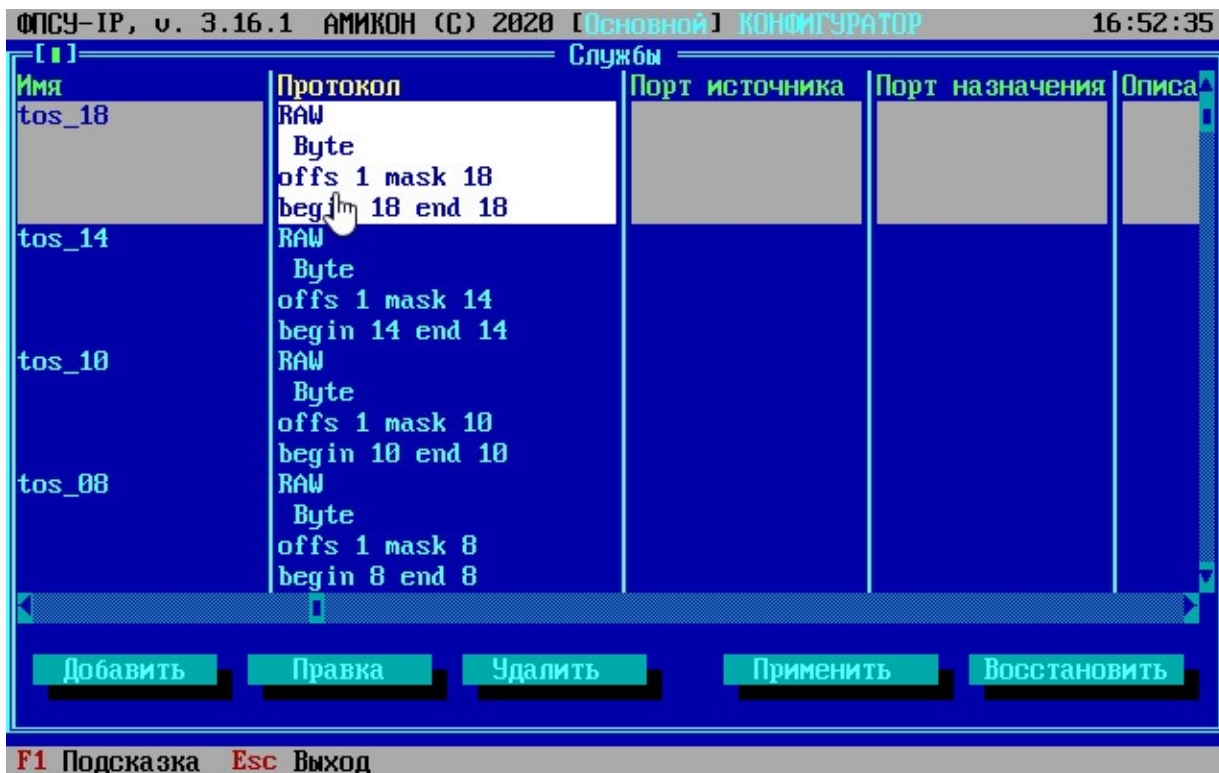 ФПСУ-IP, v. 3.16.1 АМИКОН (C) 2020 [Основной] КОНФИГУРАТОР 16:52:35
Службы
Имя Протокол Порт источника Порт назначения Описа
tos_18 RAW
Byte
offs 1 mask 18
begin 18 end 18
tos_14 RAW
Byte
offs 1 mask 14
begin 14 end 14
tos_10 RAW
Byte
offs 1 mask 10
begin 10 end 10
tos_08 RAW
Byte
offs 1 mask 8
begin 8 end 8
Добавить Правка Удалить Применить Восстановить
F1 Подсказка Esc Выход